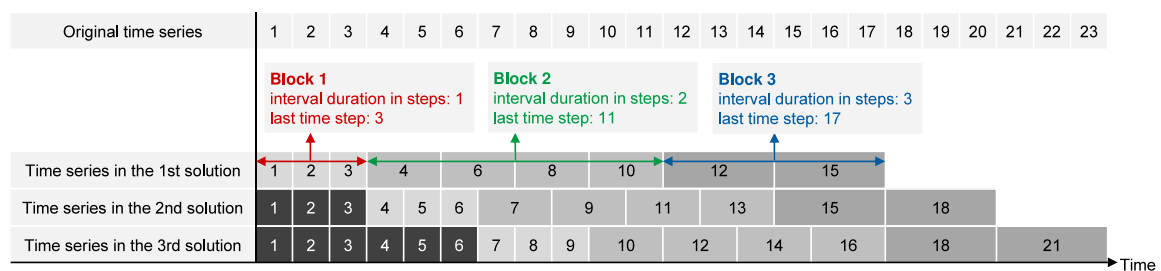 Original time series 1 2 3 4 5 6 7 8 9 10 11 12 13 14 15 16 17 18 19 20 21 22 23
Block 1
interval duration in steps: 1
last time step: 3
Block 2
interval duration in steps: 2
last time step: 11
Block 3
interval duration in steps: 3
last time step: 17
Time series in the 1st solution 1 2 3 4 6 8 10 12 15
Time series in the 2nd solution 1 2 3 4 5 6 7 9 11 13 15 18
Time series in the 3rd solution 1 2 3 4 5 6 7 8 9 10 12 14 16 18 21
Time